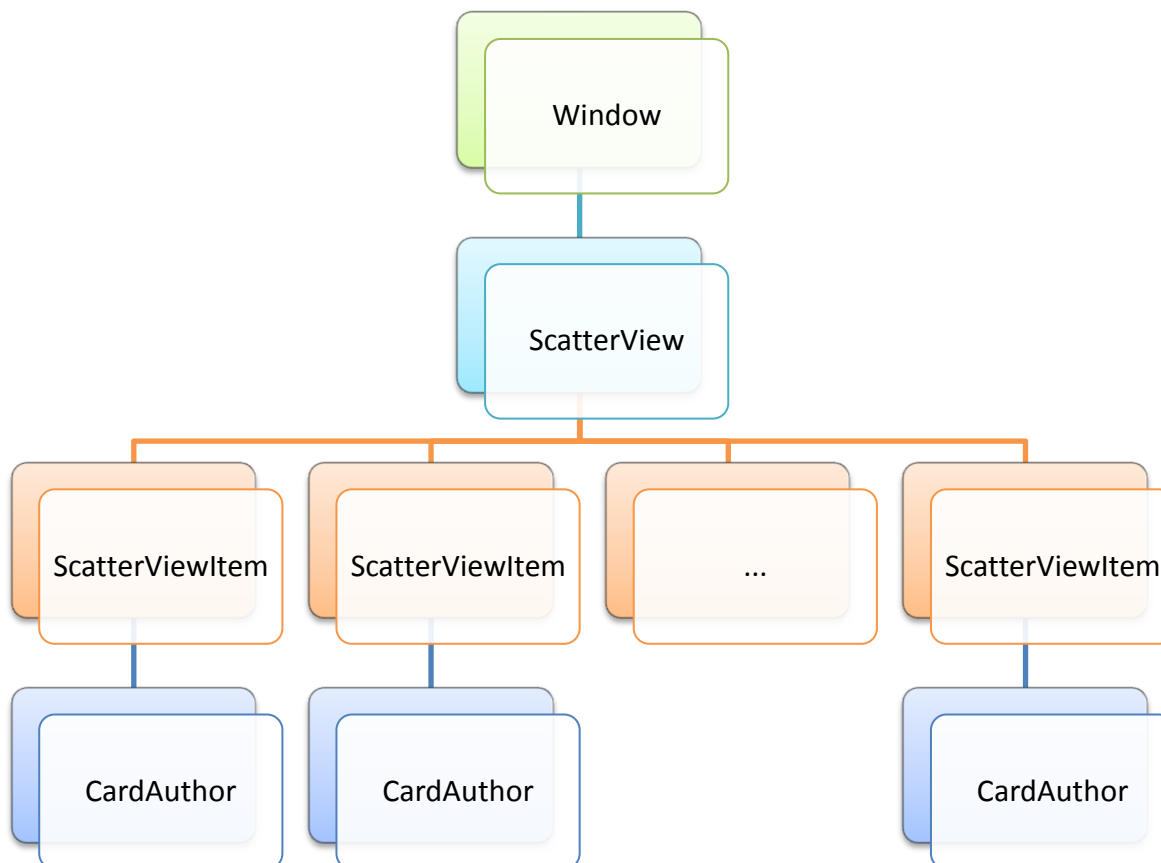 Window
ScatterView
ScatterViewItem
ScatterViewItem
...
ScatterViewItem
CardAuthor
CardAuthor
CardAuthor